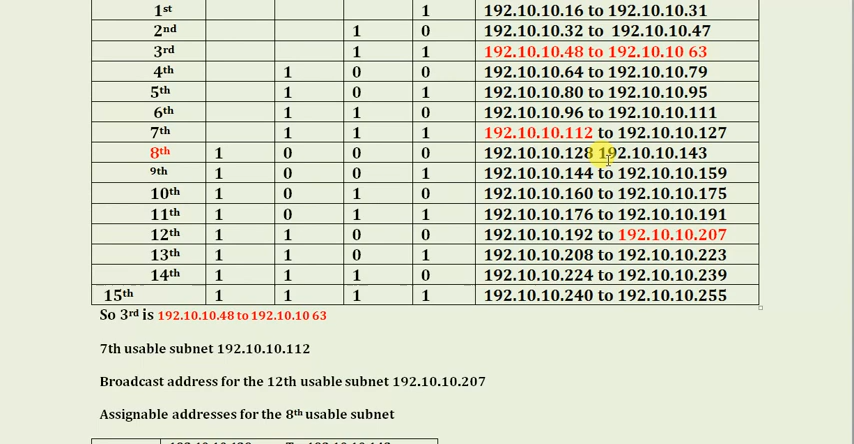 1st 1 192.10.10.16 to 192.10.10.31
2nd 1 0 192.10.10.32 to 192.10.10.47
3rd 1 1 192.10.10.48 to 192.10.10 63
4th 1 0 0 192.10.10.64 to 192.10.10.79
5th 1 0 1 192.10.10.80 to 192.10.10.95
6th 1 1 0 192.10.10.96 to 192.10.10.111
7th 1 1 1 192.10.10.112 to 192.10.10.127
8th 1 0 0 0 192.10.10.128 192.10.10.143
9th 1 0 0 1 192.10.10.144 to 192.10.10.159
10th 1 0 1 0 192.10.10.160 to 192.10.10.175
11th 1 0 1 1 192.10.10.176 to 192.10.10.191
12th 1 1 0 0 192.10.10.192 to 192.10.10.207
13th 1 1 0 1 192.10.10.208 to 192.10.10.223
14th 1 1 1 0 192.10.10.224 to 192.10.10.239
15th 1 1 1 1 192.10.10.240 to 192.10.10.255
So 3rd is 192.10.10.48 to 192.10.10 63
7th usable subnet 192.10.10.112
Broadcast address for the 12th usable subnet 192.10.10.207
Assignable addresses for the 8th usable subnet